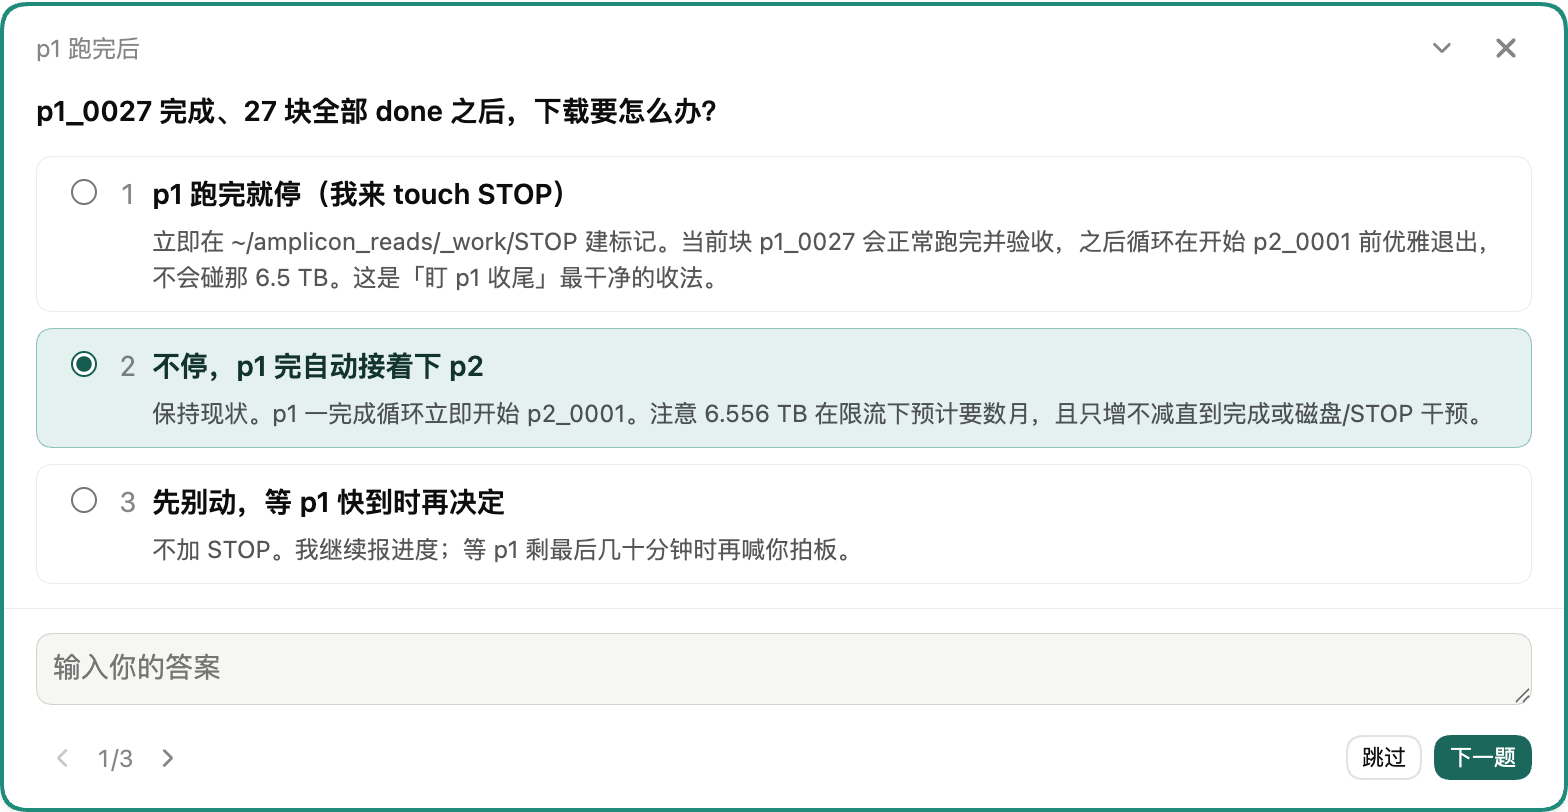 p1 跑完后
p1_0027 完成、27 块全部 done 之后，下载要怎么办？
1 p1 跑完就停（我来 touch STOP）
立即在 ~/amplicon_reads/_work/STOP 建标记。当前块 p1_0027 会正常跑完并验收，之后循环在开始 p2_0001 前优雅退出，
不会碰那 6.5 TB。这是「盯 p1 收尾」最干净的收法。
2 不停，p1 完自动接着下 p2
保持现状。p1 一完成循环立即开始 p2_0001。注意 6.556 TB 在限流下预计要数月，且只增不减直到完成或磁盘/STOP 干预。
3 先别动，等 p1 快到时再决定
不加 STOP。我继续报进度；等 p1 剩最后几十分钟时再喊你拍板。
输入你的答案
1/3
跳过
下一题